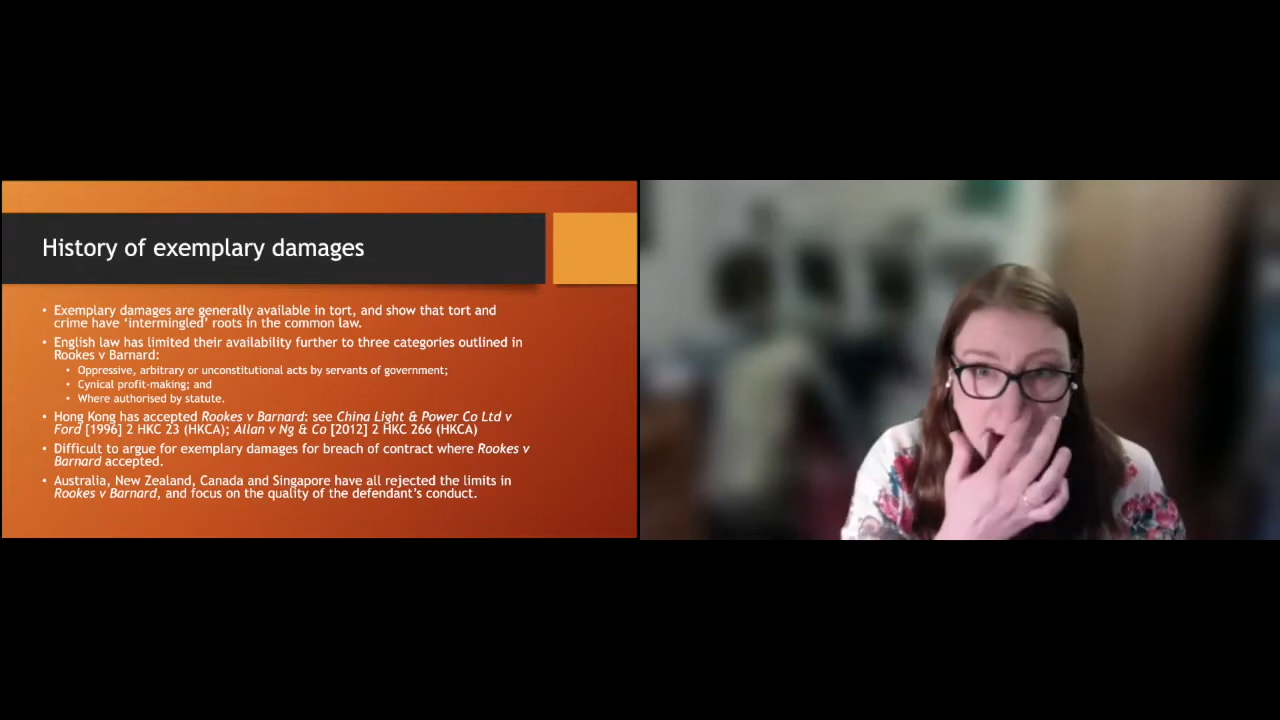 History of exemplary damages
• Exemplary damages are generally available in tort, and show that tort and
crime have ‘intermingled’ roots in the common law.
• English law has limited their availability further to three categories outlined in
Rookes v Barnard:
• Oppressive, arbitrary or unconstitutional acts by servants of government;
• Cynical profit-making; and
• Where authorised by statute.
• Hong Kong has accepted Rookes v Barnard: see China Light & Power Co Ltd v
Ford [1996] 2 HKC 23 (HKCA); Allan v Ng & Co [2012] 2 HKC 266 (HKCA)
• Difficult to argue for exemplary damages for breach of contract where Rookes v
Barnard accepted.
• Australia, New Zealand, Canada and Singapore have all rejected the limits in
Rookes v Barnard, and focus on the quality of the defendant’s conduct.